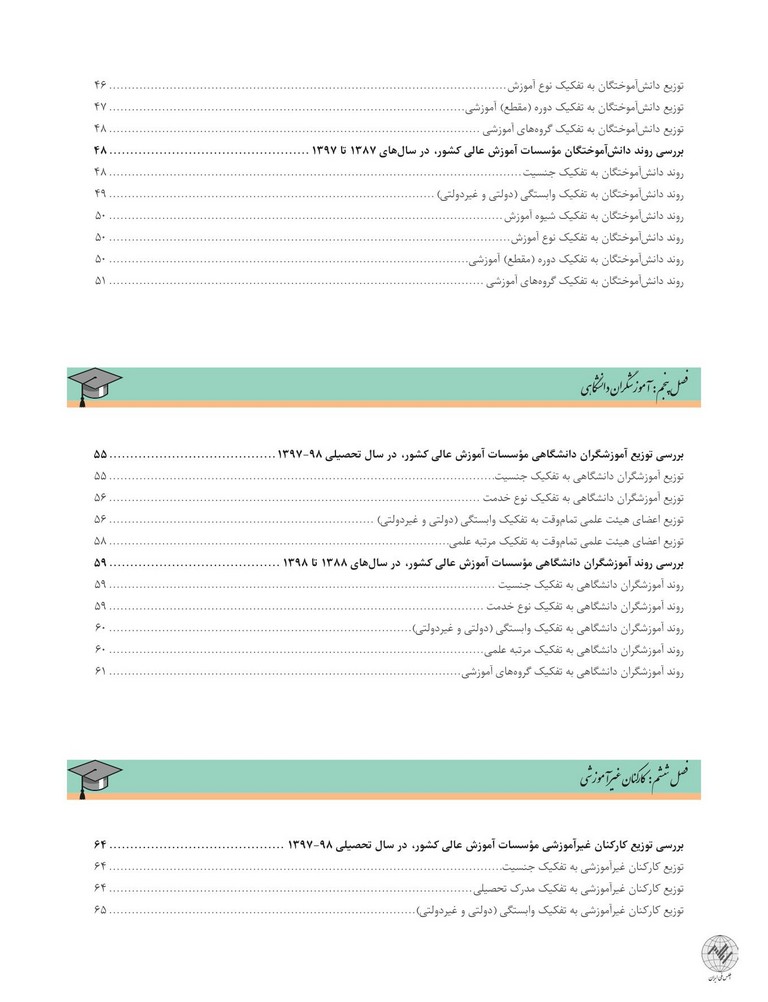 توزیع دانش‌آموختگان به تفکیک نوع آموزش ........ ۴۶
توزیع دانش‌آموختگان به تفکیک دوره (مقطع) آموزشی ........ ۴۷
توزیع دانش‌آموختگان به تفکیک گروه‌های آموزشی ........ ۴۸
بررسی روند دانش‌آموختگان مؤسسات آموزش عالی کشور، در سال‌های ۱۳۸۷ تا ۱۳۹۷ ........ ۴۸
روند دانش‌آموختگان به تفکیک جنسیت ........ ۴۸
روند دانش‌آموختگان به تفکیک وابستگی (دولتی و غیردولتی) ........ ۴۹
روند دانش‌آموختگان به تفکیک شیوه آموزش ........ ۵۰
روند دانش‌آموختگان به تفکیک نوع آموزش ........ ۵۰
روند دانش‌آموختگان به تفکیک دوره (مقطع) آموزشی ........ ۵۰
روند دانش‌آموختگان به تفکیک گروه‌های آموزشی ........ ۵۱
فصل پنجم: آموزشگران دانشگاهی
بررسی توزیع آموزشگران دانشگاهی مؤسسات آموزش عالی کشور، در سال تحصیلی ۹۸-۱۳۹۷ ........ ۵۵
توزیع آموزشگران دانشگاهی به تفکیک جنسیت ........ ۵۵
توزیع آموزشگران دانشگاهی به تفکیک نوع خدمت ........ ۵۶
توزیع اعضای هیئت علمی تمام‌وقت به تفکیک وابستگی (دولتی و غیردولتی) ........ ۵۶
توزیع اعضای هیئت علمی تمام‌وقت به تفکیک مرتبه علمی ........ ۵۸
بررسی روند آموزشگران دانشگاهی مؤسسات آموزش عالی کشور، در سال‌های ۱۳۸۸ تا ۱۳۹۸ ........ ۵۹
روند آموزشگران دانشگاهی به تفکیک جنسیت ........ ۵۹
روند آموزشگران دانشگاهی به تفکیک نوع خدمت ........ ۵۹
روند آموزشگران دانشگاهی به تفکیک وابستگی (دولتی و غیردولتی) ........ ۶۰
روند آموزشگران دانشگاهی به تفکیک مرتبه علمی ........ ۶۰
روند آموزشگران دانشگاهی به تفکیک گروه‌های آموزشی ........ ۶۱
فصل ششم: کارکنان غیرآموزشی
بررسی توزیع کارکنان غیرآموزشی مؤسسات آموزش عالی کشور، در سال تحصیلی ۹۸-۱۳۹۷ ........ ۶۴
توزیع کارکنان غیرآموزشی به تفکیک جنسیت ........ ۶۴
توزیع کارکنان غیرآموزشی به تفکیک مدرک تحصیلی ........ ۶۴
توزیع کارکنان غیرآموزشی به تفکیک وابستگی (دولتی و غیردولتی) ........ ۶۵